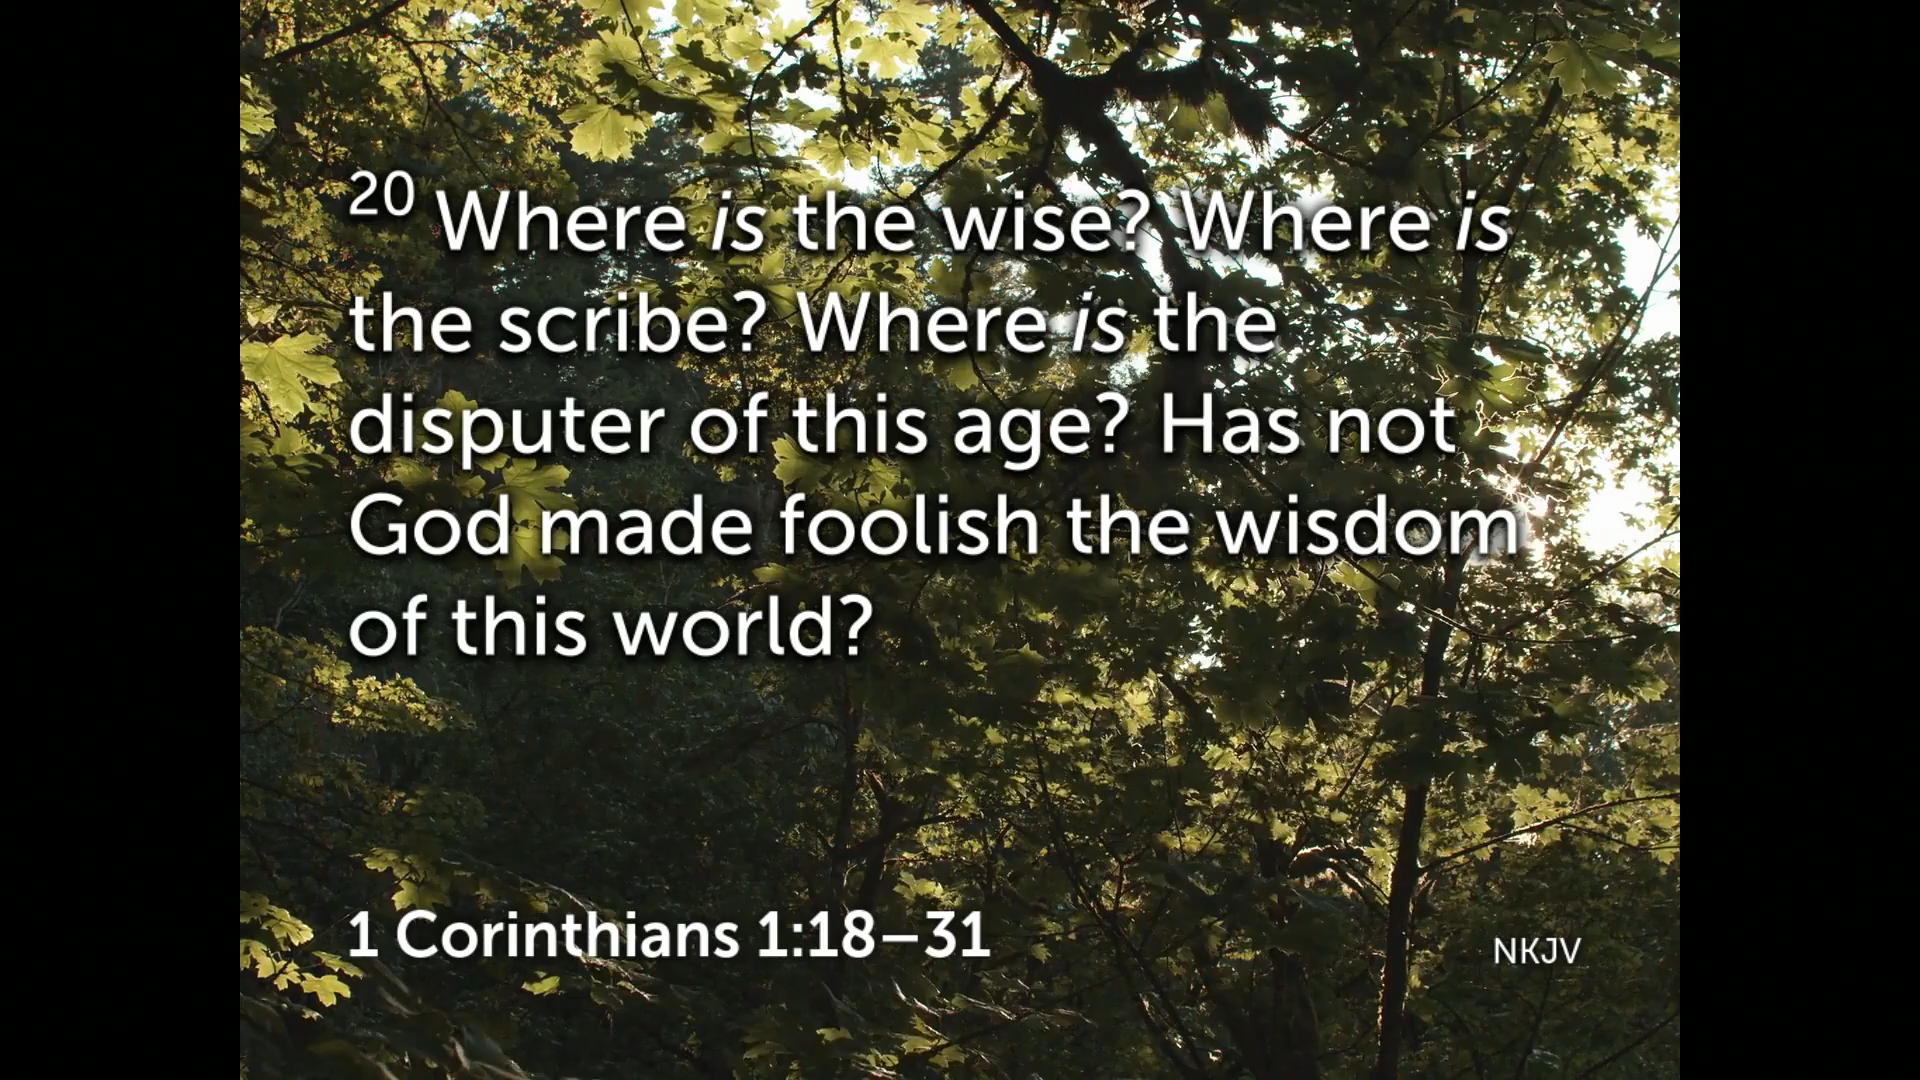 20 Where is the wise? Where is
the scribe? Where is the
disputer of this age? Has not
God made foolish the wisdom
of this world?
1 Corinthians 1:18–31
NKJV